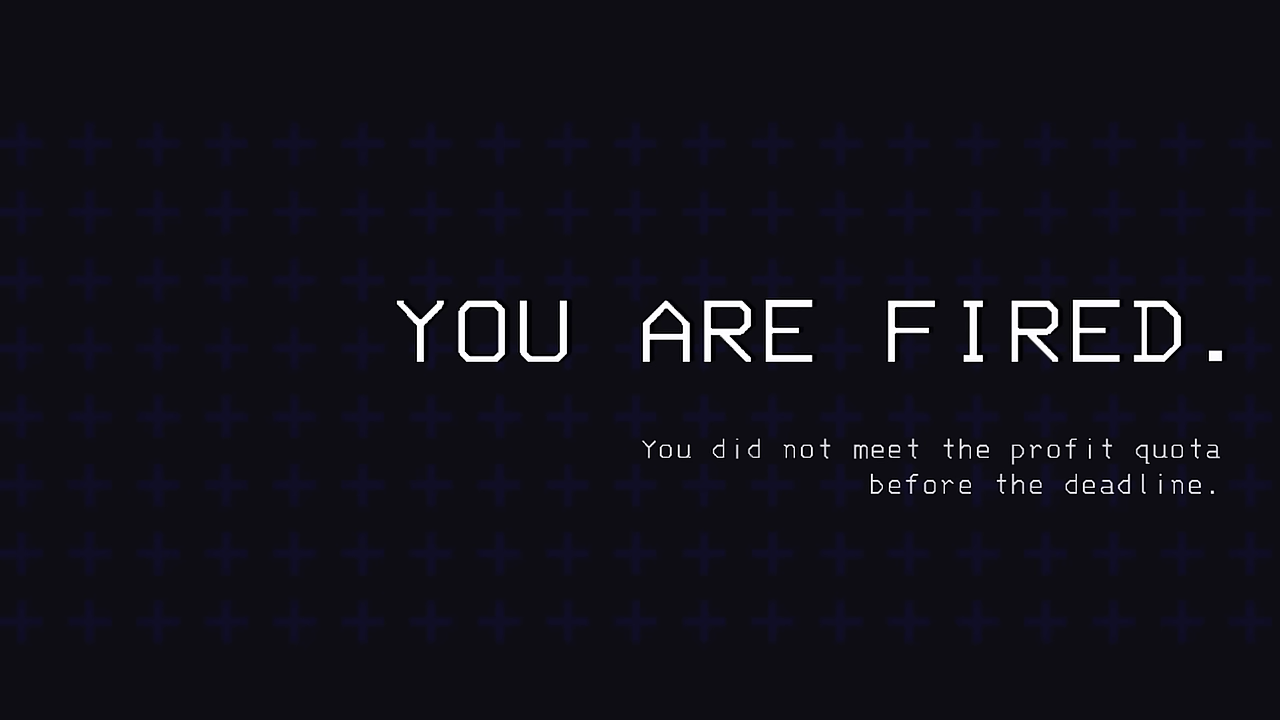 YOU ARE FIRED.
You did not meet the profit quota
before the deadline.